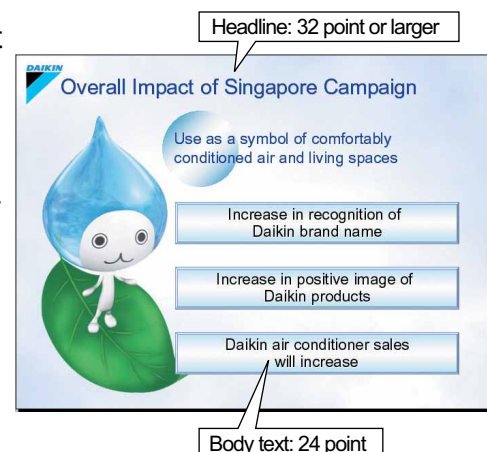 Headline: 32 point or larger
DAIKIN
Overall Impact of Singapore Campaign
Use as a symbol of comfortably
conditioned air and living spaces
Increase in recognition of
Daikin brand name
Increase in positive image of
Daikin products
Daikin air conditioner sales
will increase
Body text: 24 point